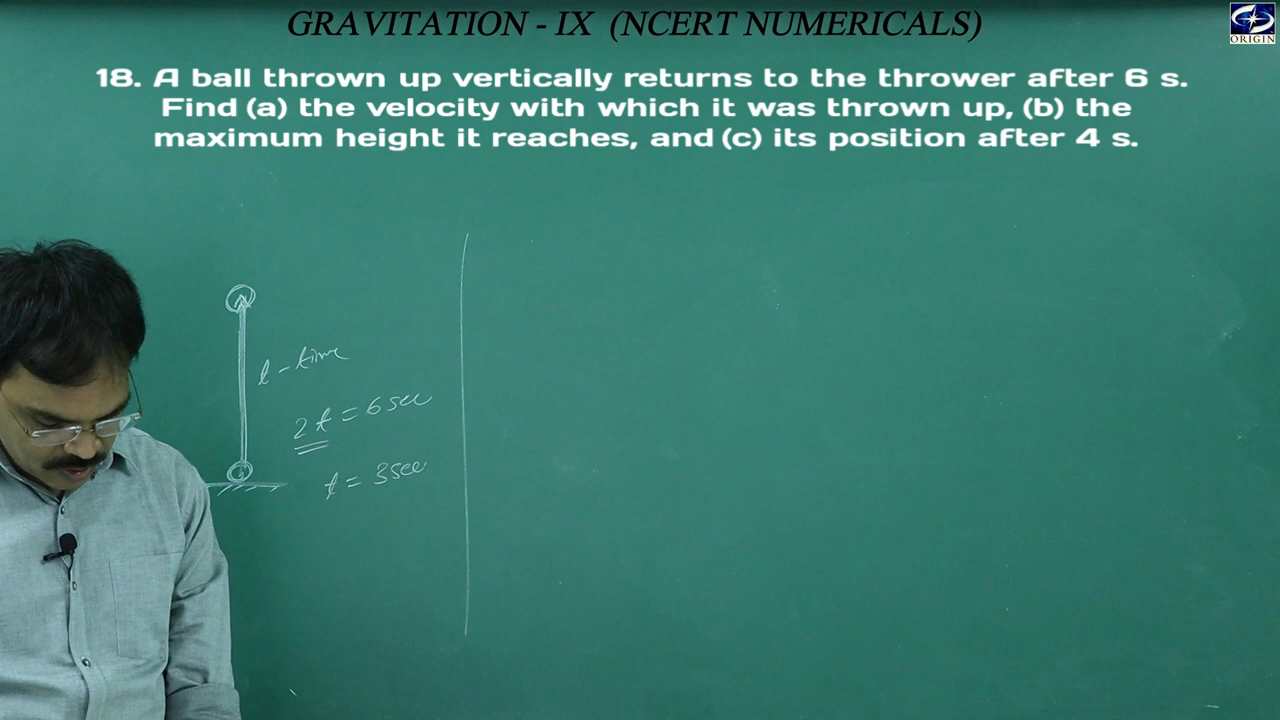 GRAVITATION - IX (NCERT NUMERICALS)
ORIGIN
18. A ball thrown up vertically returns to the thrower after 6 s.
Find (a) the velocity with which it was thrown up, (b) the
maximum height it reaches, and (c) its position after 4 s.
t - time
2t = 6 sec
t = 3 sec